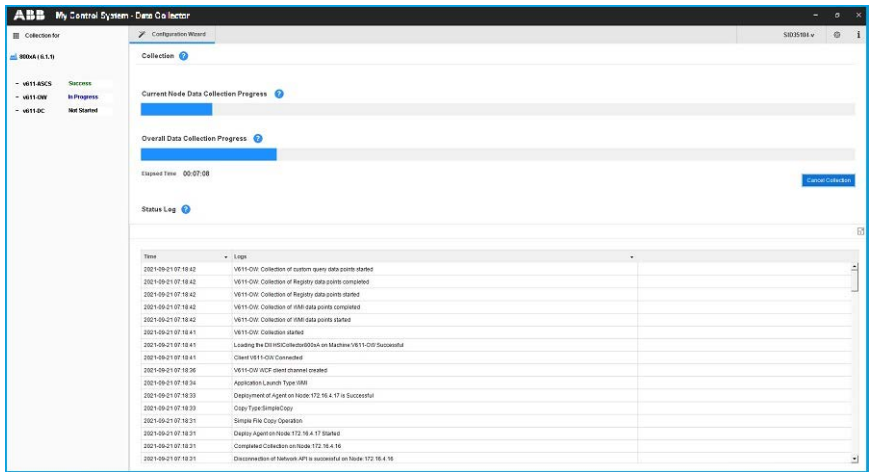 ABB My Control System - Data Collector
Collection for
Configuration Wizard
SID35104
800xA (6.1.1)
Collection ?
v611-ASCS Success
v611-OW In Progress
v611-DC Not Started
Current Node Data Collection Progress ?
Overall Data Collection Progress ?
Elapsed Time 00:07:08
Cancel Collection
Status Log ?
Time Logs
2021-09-21 07:18:42 V611-OW: Collection of custom query data points started
2021-09-21 07:18:42 V611-OW: Collection of Registry data points completed
2021-09-21 07:18:42 V611-OW: Collection of Registry data points started
2021-09-21 07:18:42 V611-OW: Collection of WMI data points completed
2021-09-21 07:18:42 V611-OW: Collection of WMI data points started
2021-09-21 07:18:41 V611-OW: Collection started
2021-09-21 07:18:41 Loading the Dll HSICollector800xA on Machine:V611-OW Successful
2021-09-21 07:18:41 Client V611-OW Connected
2021-09-21 07:18:36 V611-OW WCF client channel created
2021-09-21 07:18:34 Application Launch Type:WMI
2021-09-21 07:18:33 Deployment of Agent on Node:172.16.4.17 is Successful
2021-09-21 07:18:33 Copy Type:SimpleCopy
2021-09-21 07:18:31 Simple File Copy Operation
2021-09-21 07:18:31 Deploy Agent on Node:172.16.4.17 Started
2021-09-21 07:18:31 Completed Collection on Node:172.16.4.16
2021-09-21 07:18:31 Disconnection of Network API is successful on Node:172.16.4.16